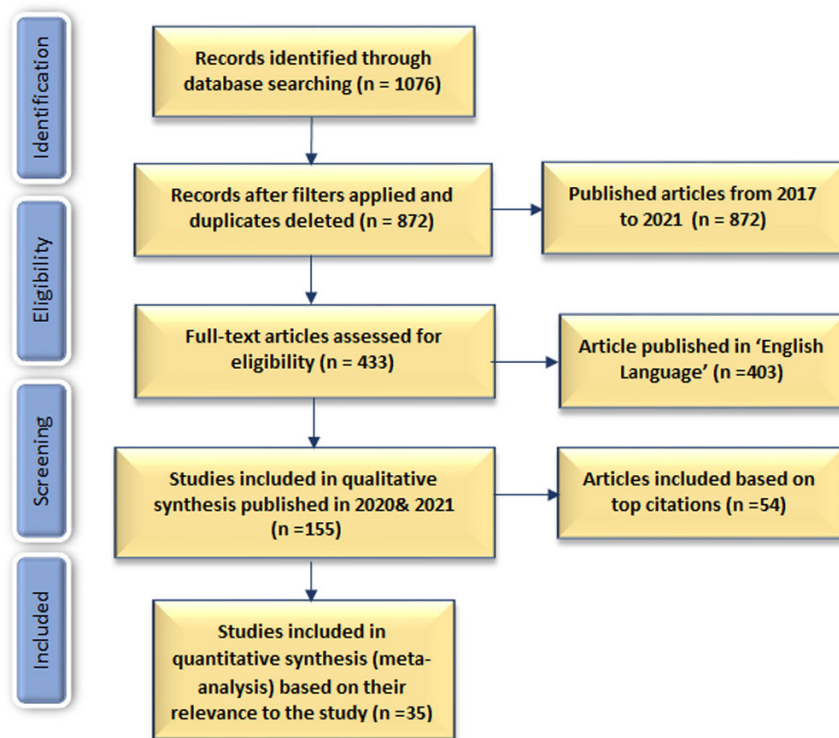 Identification
Records identified through
database searching (n = 1076)
Records after filters applied and
duplicates deleted (n = 872)
Published articles from 2017
to 2021 (n = 872)
Eligibility
Full-text articles assessed for
eligibility (n = 433)
Article published in ‘English
Language’ (n =403)
Screening
Studies included in qualitative
synthesis published in 2020& 2021
(n =155)
Articles included based on
top citations (n =54)
Included
Studies included in
quantitative synthesis (meta-
analysis) based on their
relevance to the study (n =35)